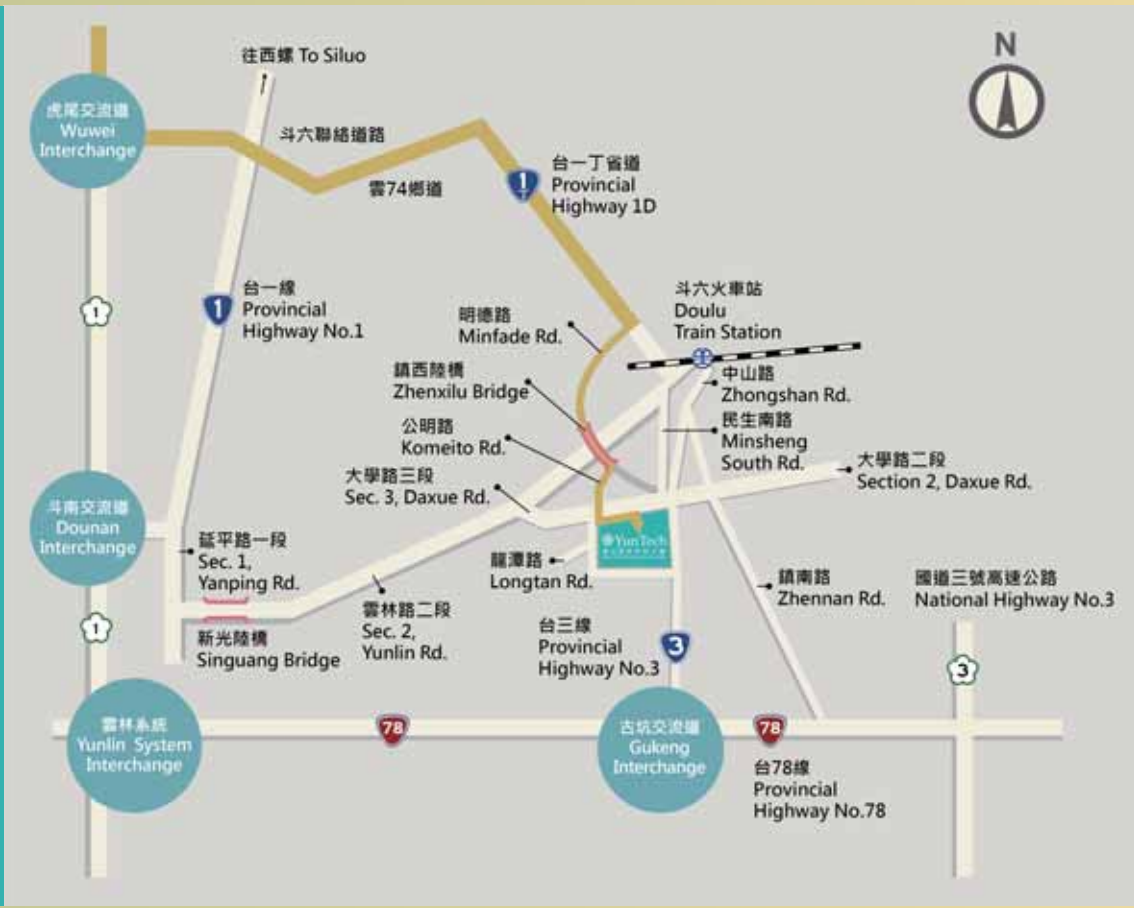 往西螺 To Siluo
N
虎尾交流道
Wuwei
Interchange
斗六聯絡道路
雲74鄉道
1
台一丁省道
Provincial
Highway 1D
1
1
台一線
Provincial
Highway No.1
明德路
Minfade Rd.
斗六火車站
Doulu
Train Station
鎮西陸橋
Zhenxilu Bridge
中山路
Zhongshan Rd.
公明路
Komeito Rd.
民生南路
Minsheng
South Rd.
大學路三段
Sec. 3, Daxue Rd.
大學路二段
Section 2, Daxue Rd.
斗南交流道
Dounan
Interchange
延平路一段
Sec. 1,
Yanping Rd.
YunTech
龍潭路
Longtan Rd.
鎮南路
Zhennan Rd.
國道三號高速公路
National Highway No.3
1
新光陸橋
Singuang Bridge
雲林路二段
Sec. 2,
Yunlin Rd.
台三線
Provincial
Highway No.3
3
3
雲林系統
Yunlin System
Interchange
78
古坑交流道
Gukeng
Interchange
78
台78線
Provincial
Highway No.78